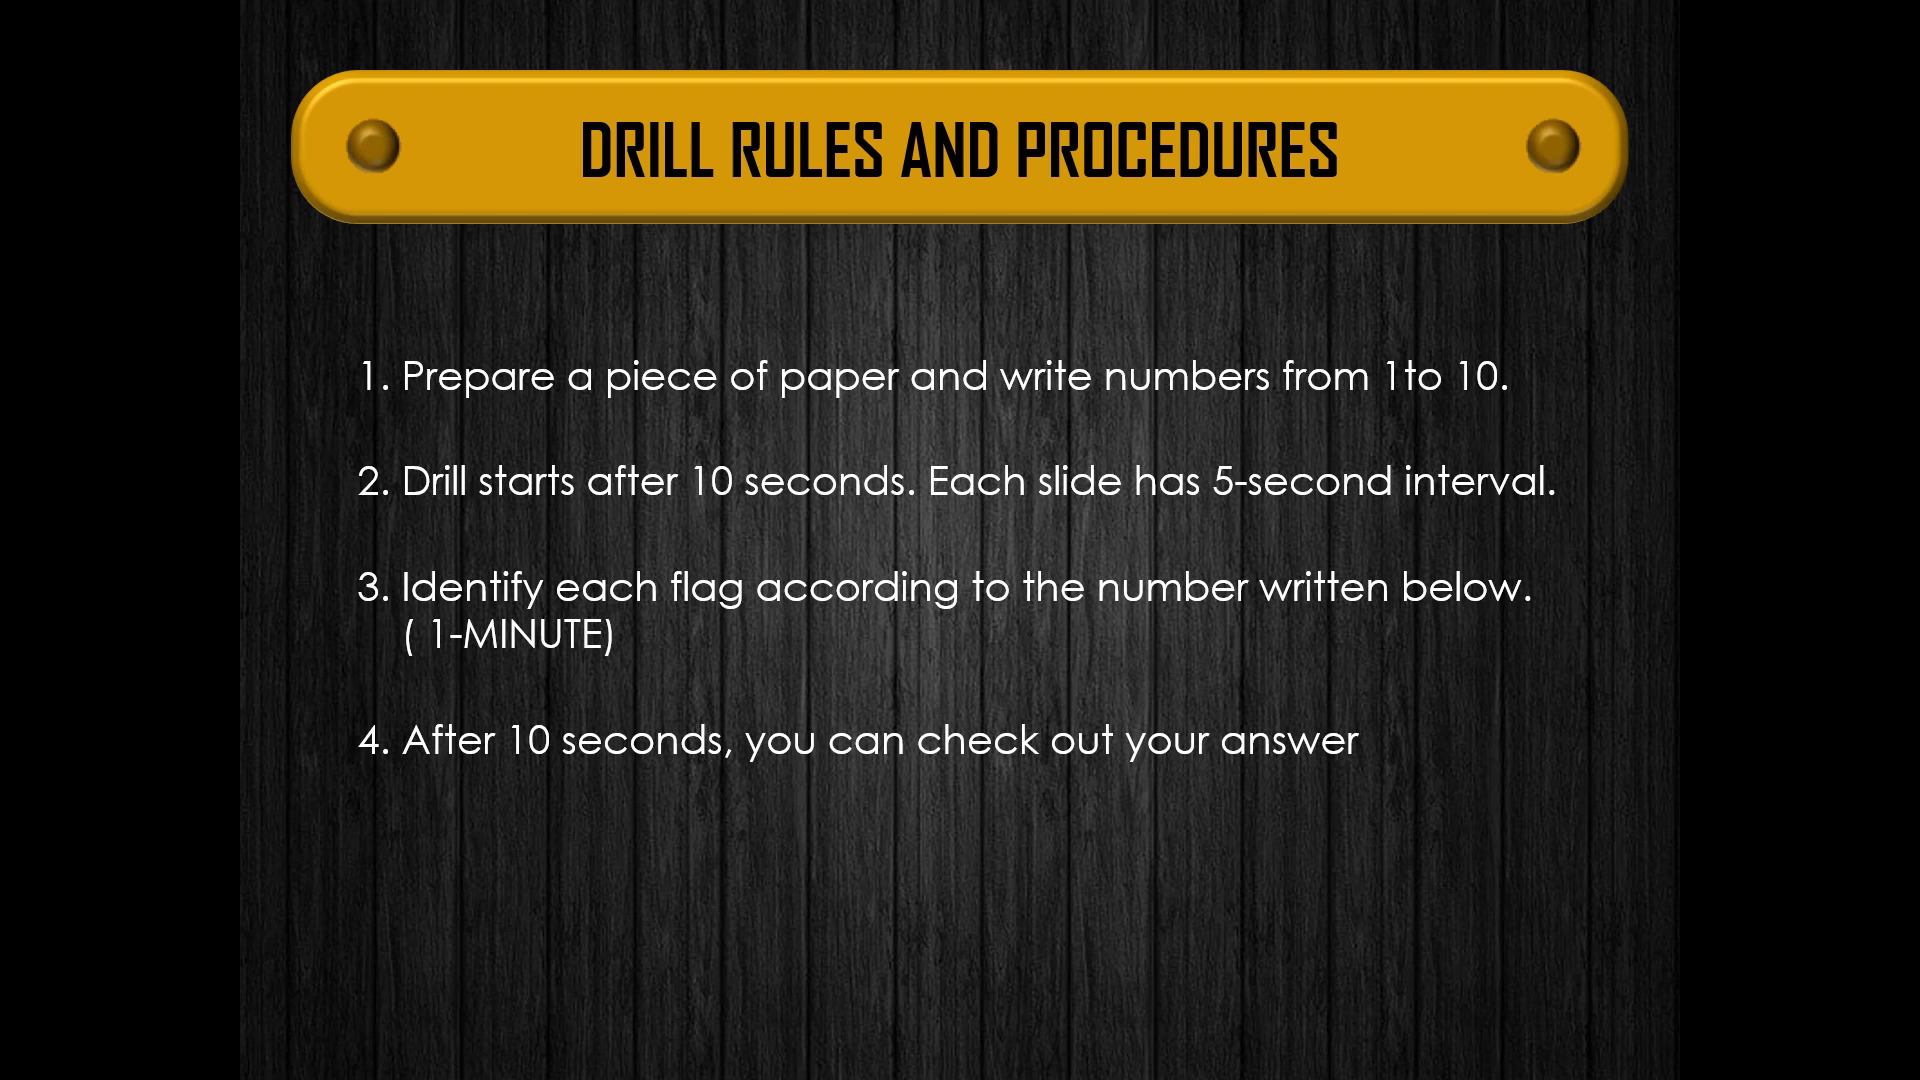 DRILL RULES AND PROCEDURES
1. Prepare a piece of paper and write numbers from 1to 10.
2. Drill starts after 10 seconds. Each slide has 5-second interval.
3. Identify each flag according to the number written below.
( 1-MINUTE)
4. After 10 seconds, you can check out your answer